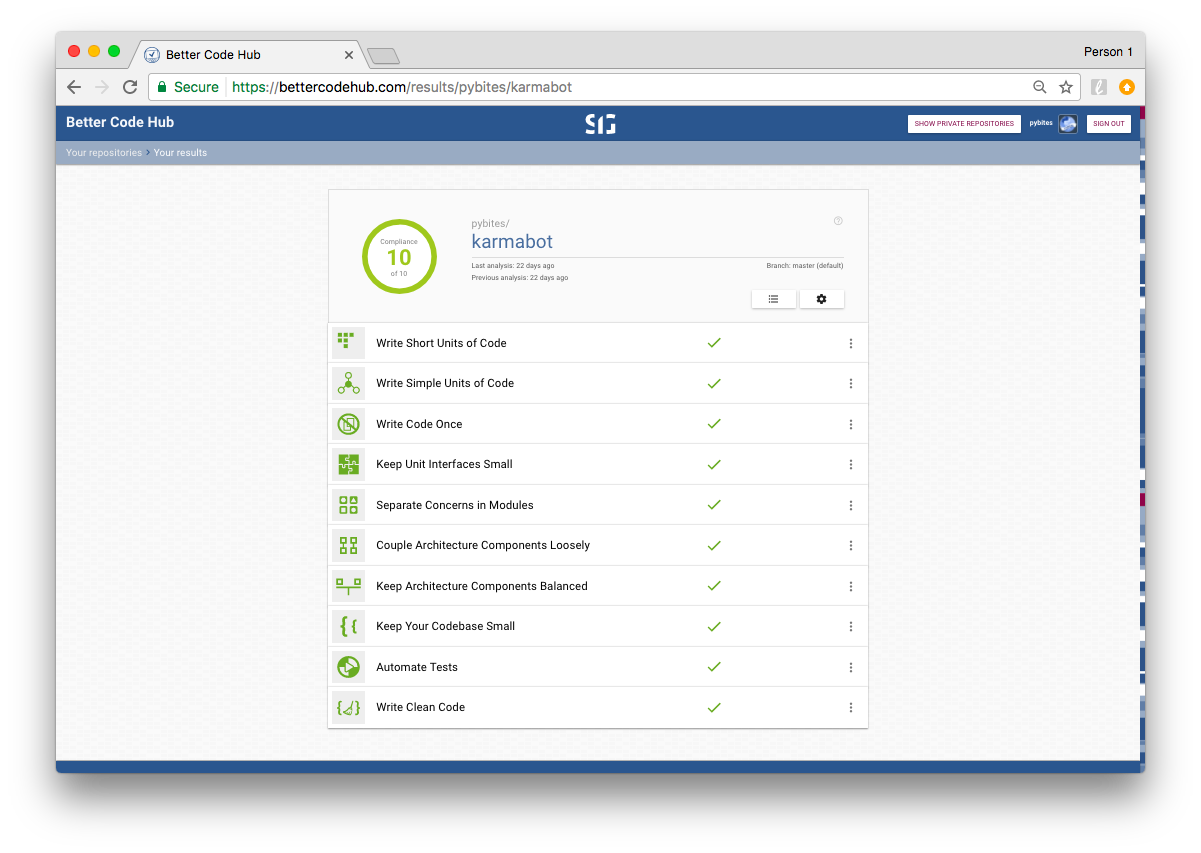 Better Code Hub
Person 1
Secure https://bettercodehub.com/results/pybites/karmabot
Better Code Hub
SIG
SHOW PRIVATE REPOSITORIES
pybites
SIGN OUT
Your repositories › Your results
Compliance
10
of 10
pybites/
karmabot
Last analysis: 22 days ago
Branch: master (default)
Previous analysis: 22 days ago
Write Short Units of Code
Write Simple Units of Code
Write Code Once
Keep Unit Interfaces Small
Separate Concerns in Modules
Couple Architecture Components Loosely
Keep Architecture Components Balanced
Keep Your Codebase Small
Automate Tests
Write Clean Code